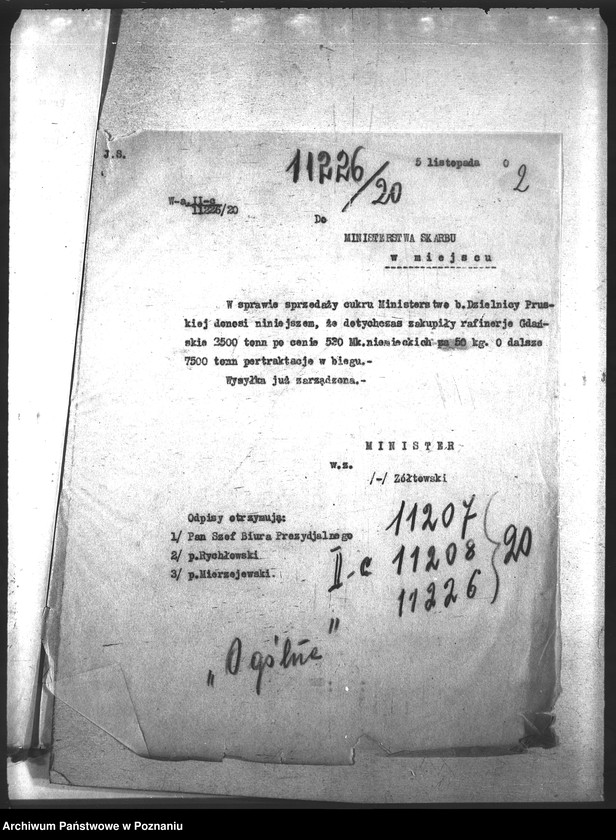 J.S.
11226/20
5 listopada 0
2
W-a. II-a
11226/20
Do
MINISTERSTWA SKARBU
w miejscu
W sprawie sprzedaży cukru Ministerstwo b.Dzielnicy Prus-
kiej donosi niniejszem, że dotychczas zakupiły rafinerje Gdań-
skie 2500 tonn po cenie 520 Mk.niemieckich za 50 kg. O dalsze
7500 tonn pertraktacje w biegu.-
Wysyłka już zarządzona.-
MINISTER
w.z.
/-/ Żółtowski
Odpisy otrzymują:
1/ Pan Szef Biura Prezydjalnego
2/ p.Rychłowski
3/ p.Mierzejewski.
II-c
11207
11208
11226
20
„Ogólne"
Archiwum Państwowe w Poznaniu